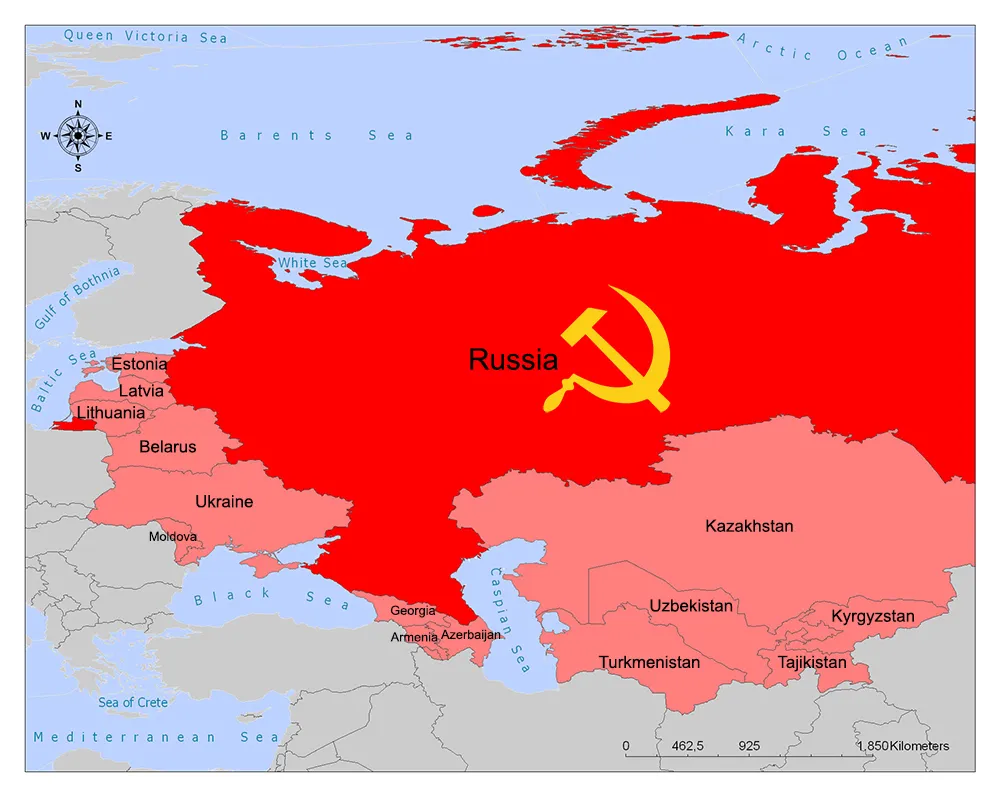 Queen Victoria Sea
Arctic Ocean
N
W
E
S
Barents Sea
Kara Sea
White Sea
Gulf of Bothnia
Baltic Sea
Estonia
Latvia
Lithuania
Belarus
Russia
Ukraine
Moldova
Kazakhstan
Black Sea
Caspian Sea
Georgia
Armenia
Azerbaijan
Uzbekistan
Kyrgyzstan
Turkmenistan
Tajikistan
Sea of Crete
Mediterranean Sea
0 462,5 925 1.850 Kilometers